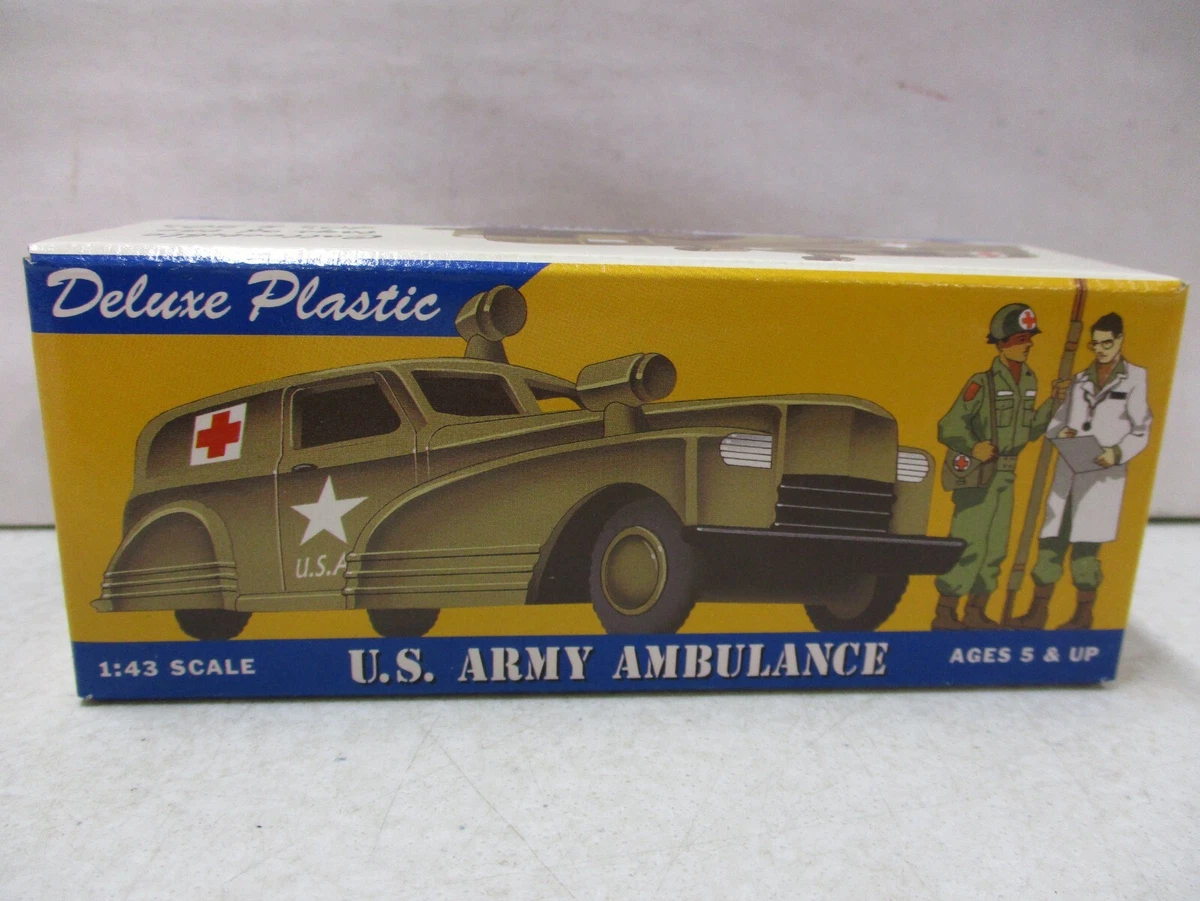 Deluxe Plastic
U.S.A.
1:43 SCALE
U.S. ARMY AMBULANCE
AGES 5 & UP